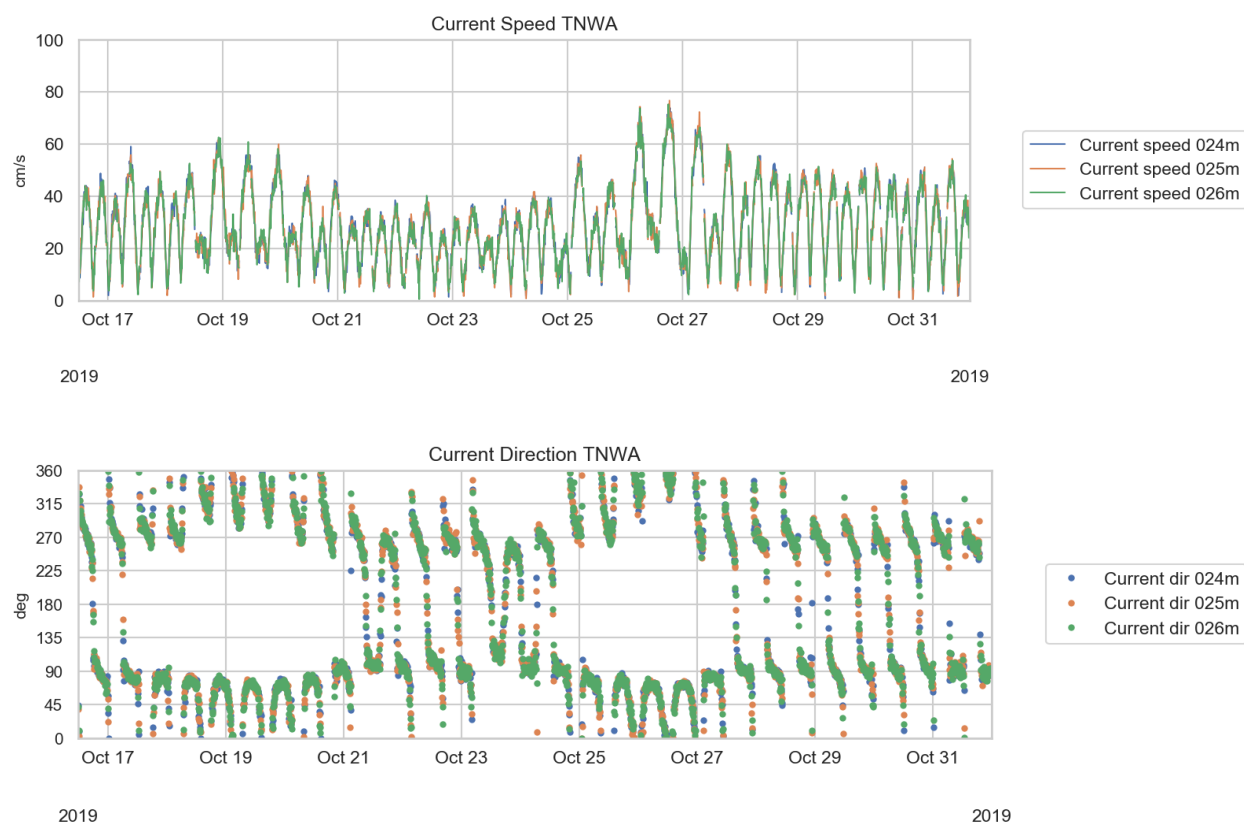 Current Speed TNWA
100
80
60
40
20
0
cm/s
Oct 17 Oct 19 Oct 21 Oct 23 Oct 25 Oct 27 Oct 29 Oct 31
2019 2019
Current speed 024m
Current speed 025m
Current speed 026m
Current Direction TNWA
360
315
270
225
180
135
90
45
0
deg
Oct 17 Oct 19 Oct 21 Oct 23 Oct 25 Oct 27 Oct 29 Oct 31
2019 2019
Current dir 024m
Current dir 025m
Current dir 026m